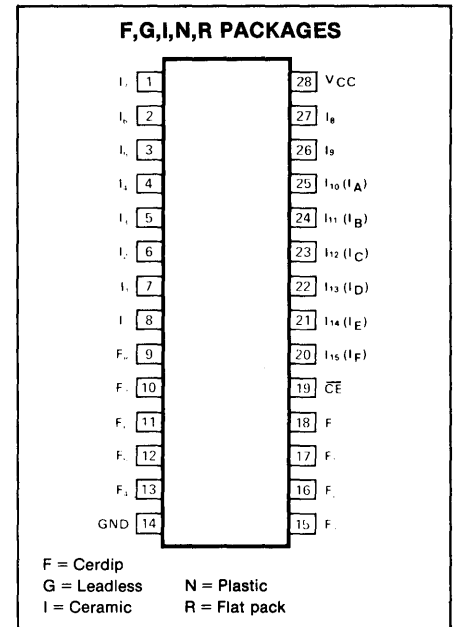 F,G,I,N,R PACKAGES
1 28 VCC
2 27 I8
3 26 I9
4 25 I10 (IA)
5 24 I11 (IB)
6 23 I12 (IC)
7 22 I13 (ID)
I 8 21 I14 (IE)
F 9 20 I15 (IF)
F 10 19 C̅E̅
F 11 18 F
F 12 17 F
F 13 16 F
GND 14 15 F
F = Cerdip
G = Leadless N = Plastic
I = Ceramic R = Flat pack